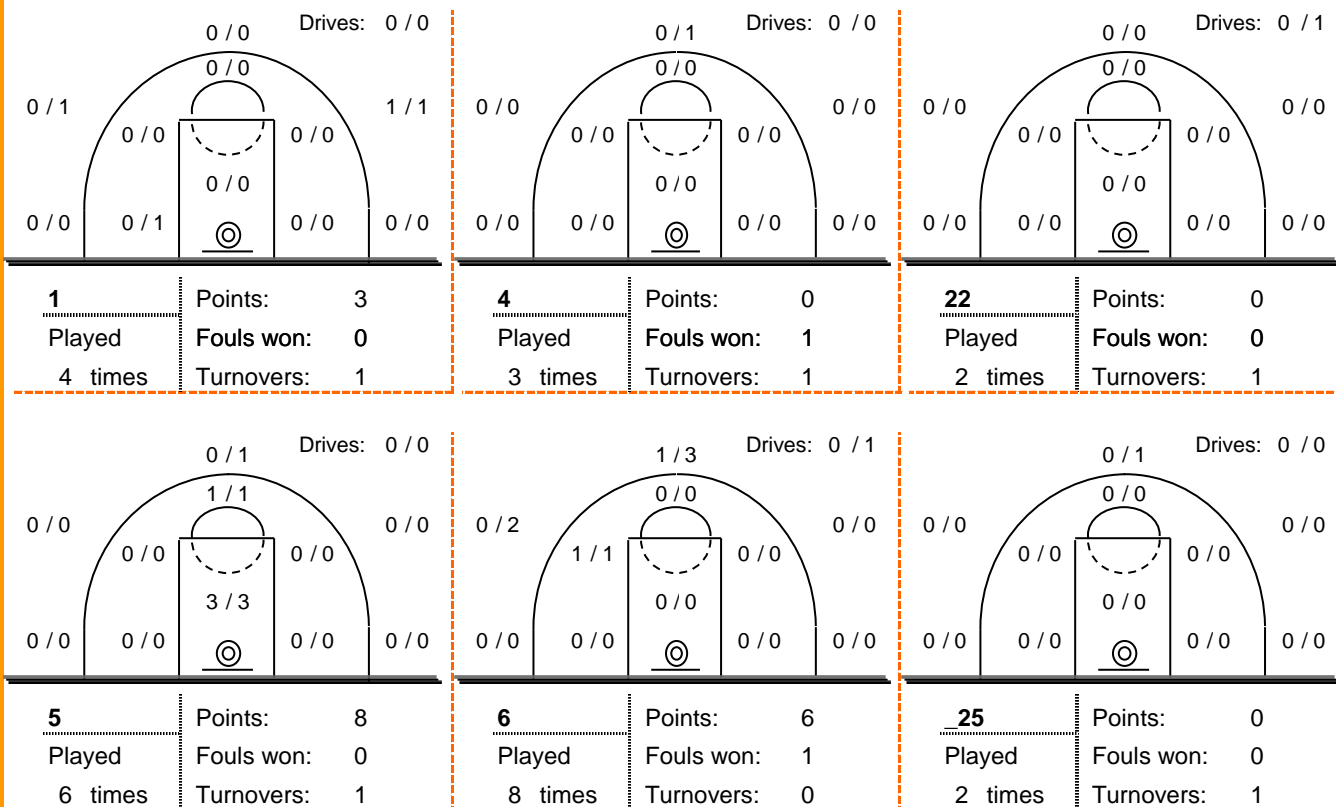 Drives: 0 / 0
0 / 0
0 / 0
0 / 1
1 / 1
0 / 0
0 / 0
0 / 0
0 / 0
0 / 1
0 / 0
0 / 0
1
Points: 3
Played
Fouls won: 0
4 times
Turnovers: 1
Drives: 0 / 0
0 / 1
0 / 0
0 / 0
0 / 0
0 / 0
0 / 0
0 / 0
0 / 0
0 / 0
0 / 0
0 / 0
4
Points: 0
Played
Fouls won: 1
3 times
Turnovers: 1
Drives: 0 / 1
0 / 0
0 / 0
0 / 0
0 / 0
0 / 0
0 / 0
0 / 0
0 / 0
0 / 0
0 / 0
0 / 0
22
Points: 0
Played
Fouls won: 0
2 times
Turnovers: 1
Drives: 0 / 0
0 / 1
1 / 1
0 / 0
0 / 0
0 / 0
0 / 0
3 / 3
0 / 0
0 / 0
0 / 0
0 / 0
5
Points: 8
Played
Fouls won: 0
6 times
Turnovers: 1
Drives: 0 / 1
1 / 3
0 / 0
0 / 2
0 / 0
1 / 1
0 / 0
0 / 0
0 / 0
0 / 0
0 / 0
0 / 0
6
Points: 6
Played
Fouls won: 1
8 times
Turnovers: 0
Drives: 0 / 0
0 / 1
0 / 0
0 / 0
0 / 0
0 / 0
0 / 0
0 / 0
0 / 0
0 / 0
0 / 0
0 / 0
_25
Points: 0
Played
Fouls won: 0
2 times
Turnovers: 1